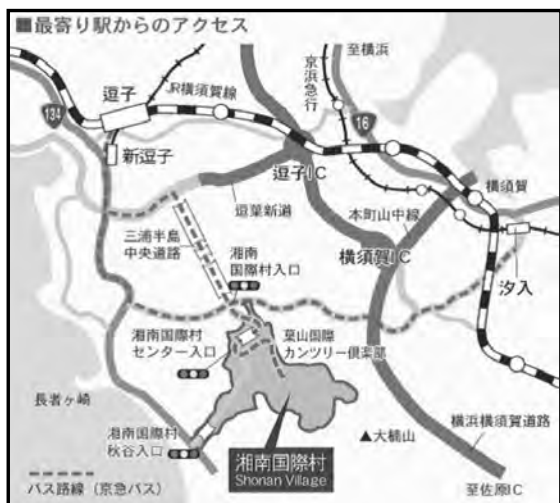 ■最寄り駅からのアクセス
至横浜
京浜急行
JR横須賀線
逗子
134
16
新逗子
逗子IC
横須賀
逗葉新道
本町山中線
三浦半島
中央道路
湘南
国際村入口
横須賀IC
汐入
湘南国際村
センター入口
葉山国際
カンツリー倶楽部
長者ヶ崎
湘南国際村
秋谷入口
湘南国際村
Shonan Village
▲大楠山
横浜横須賀道路
バス路線（京急バス）
至佐原IC